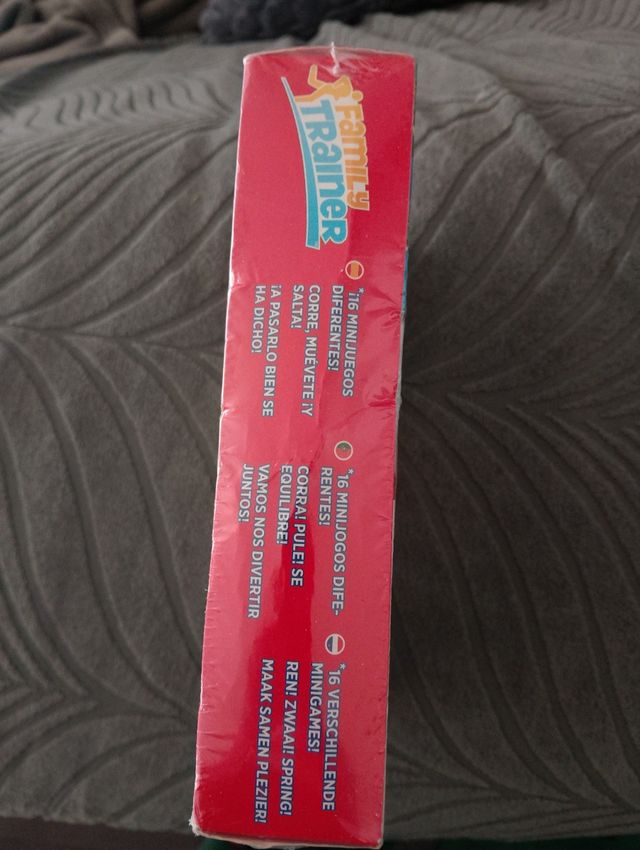 FAMILY
TRAINER
*¡16 MINIJUEGOS
DIFERENTES!
CORRE, MUÉVETE ¡Y
SALTA!
¡A PASARLO BIEN SE
HA DICHO!
*16 MINIJOGOS DIFE-
RENTES!
CORRA! PULE! SE
EQUILIBRE!
VAMOS NOS DIVERTIR
JUNTOS!
*16 VERSCHILLENDE
MINIGAMES!
REN! ZWAAI! SPRING!
MAAK SAMEN PLEZIER!